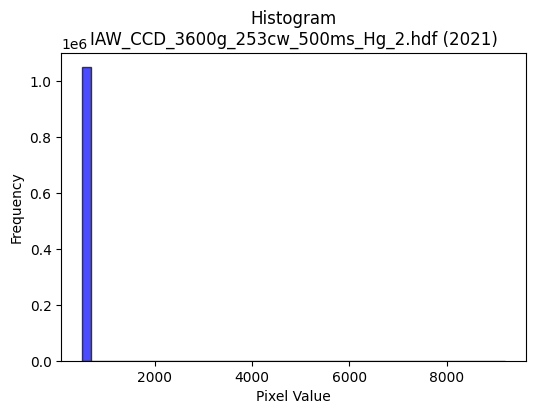 Histogram
IAW_CCD_3600g_253cw_500ms_Hg_2.hdf (2021)
1e6
1.0
0.8
0.6
0.4
0.2
0.0
Frequency
2000 4000 6000 8000
Pixel Value